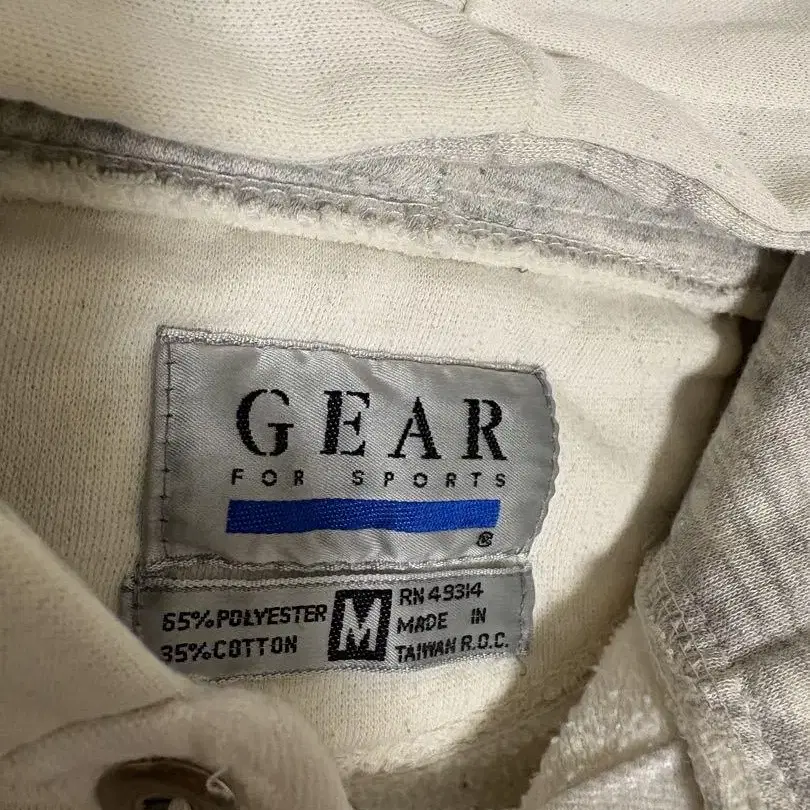 GEAR
FOR SPORTS
®
65% POLYESTER
35% COTTON
M
RN 49314
MADE IN
TAIWAN R.O.C.